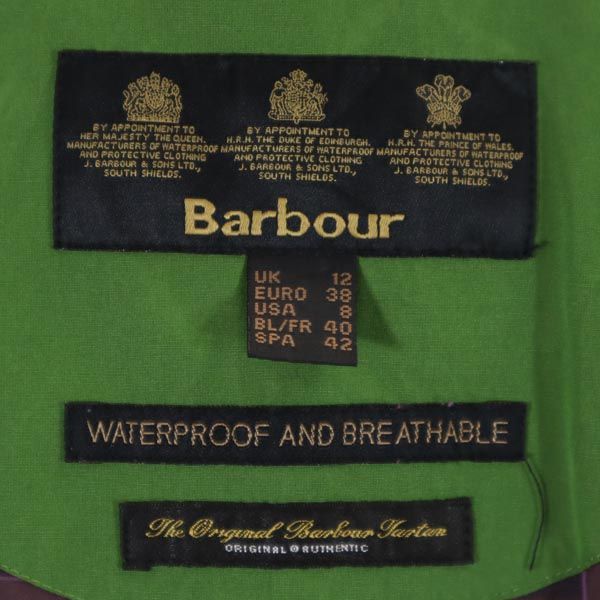 BY APPOINTMENT TO
HER MAJESTY THE QUEEN.
MANUFACTURERS OF WATERPROOF
AND PROTECTIVE CLOTHING
J. BARBOUR & SONS LTD.,
SOUTH SHIELDS.
BY APPOINTMENT TO
H.R.H. THE DUKE OF EDINBURGH.
MANUFACTURERS OF WATERPROOF
AND PROTECTIVE CLOTHING
J. BARBOUR & SONS LTD.,
SOUTH SHIELDS.
BY APPOINTMENT TO
H.R.H. THE PRINCE OF WALES.
MANUFACTURERS OF WATERPROOF
AND PROTECTIVE CLOTHING
J. BARBOUR & SONS LTD.,
SOUTH SHIELDS.
Barbour
UK 12
EURO 38
USA 8
BL/FR 40
SPA 42
WATERPROOF AND BREATHABLE
The Original Barbour Tartan
ORIGINAL & AUTHENTIC